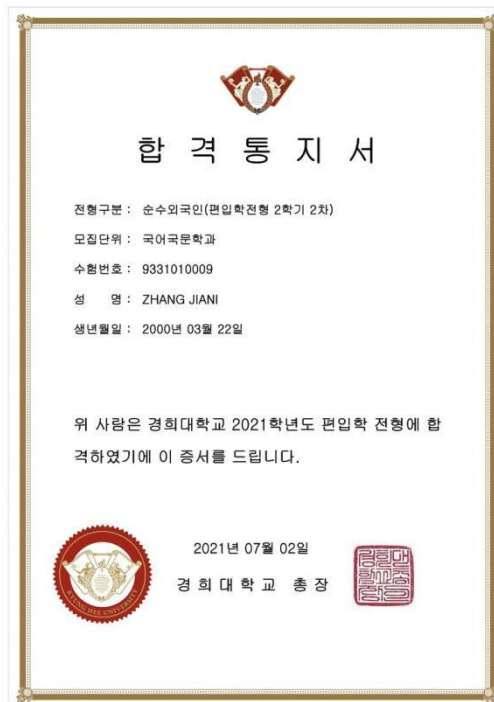 합격통지서
전형구분 : 순수외국인(편입학전형 2학기 2차)
모집단위 : 국어국문학과
수험번호 : 9331010009
성 명 : ZHANG JIANI
생년월일 : 2000년 03월 22일
위 사람은 경희대학교 2021학년도 편입학 전형에 합
격하였기에 이 증서를 드립니다.
2021년 07월 02일
경희대학교 총장
KYUNG HEE UNIVERSITY